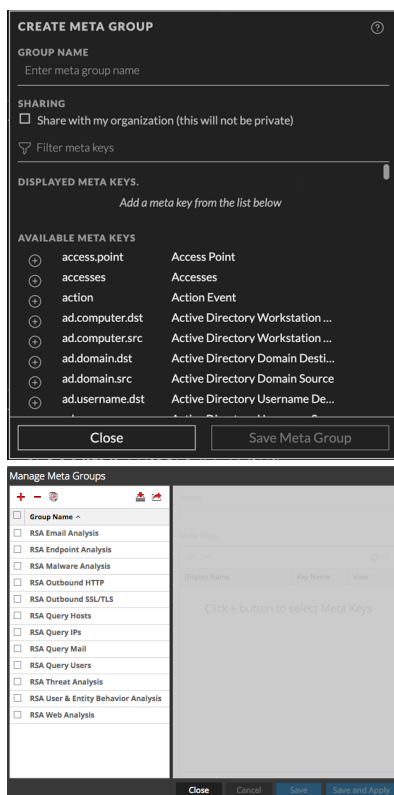 CREATE META GROUP
GROUP NAME
Enter meta group name
SHARING
Share with my organization (this will not be private)
Filter meta keys
DISPLAYED META KEYS.
Add a meta key from the list below
AVAILABLE META KEYS
access.point Access Point
accesses Accesses
action Action Event
ad.computer.dst Active Directory Workstation ...
ad.computer.src Active Directory Workstation ...
ad.domain.dst Active Directory Domain Desti...
ad.domain.src Active Directory Domain Source
ad.username.dst Active Directory Username De...
Close Save Meta Group
Manage Meta Groups
Group Name
RSA Email Analysis
RSA Endpoint Analysis
RSA Malware Analysis
RSA Outbound HTTP
RSA Outbound SSL/TLS
RSA Query Hosts
RSA Query IPs
RSA Query Mail
RSA Query Users
RSA Threat Analysis
RSA User & Entity Behavior Analysis
RSA Web Analysis
Display Name Key Name View
Click + button to select Meta Keys
Close Cancel Save Save and Apply